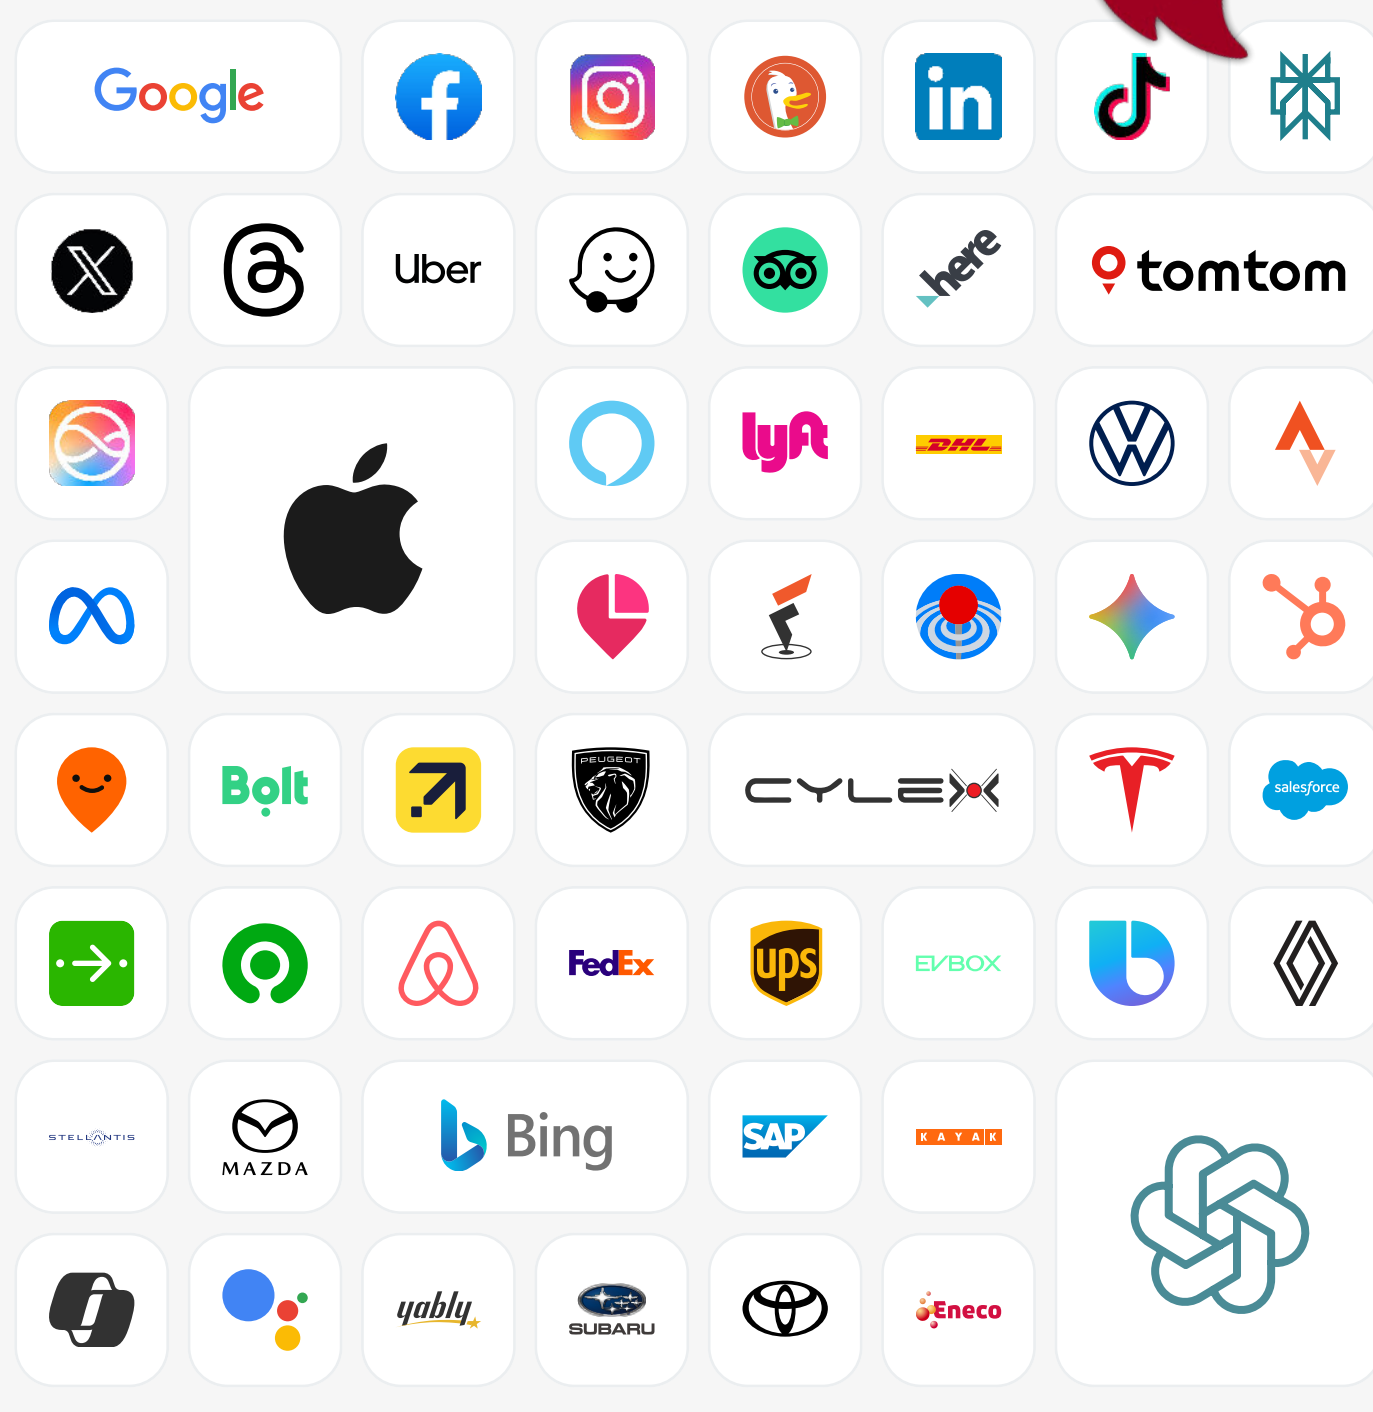 Google
in
Uber
here
tomtom
lyft
DHL
Bolt
PEUGEOT
CYLEX
salesforce
FedEx
ups
EVBOX
STELLANTIS
MAZDA
Bing
SAP
KAYAK
yably
SUBARU
Eneco